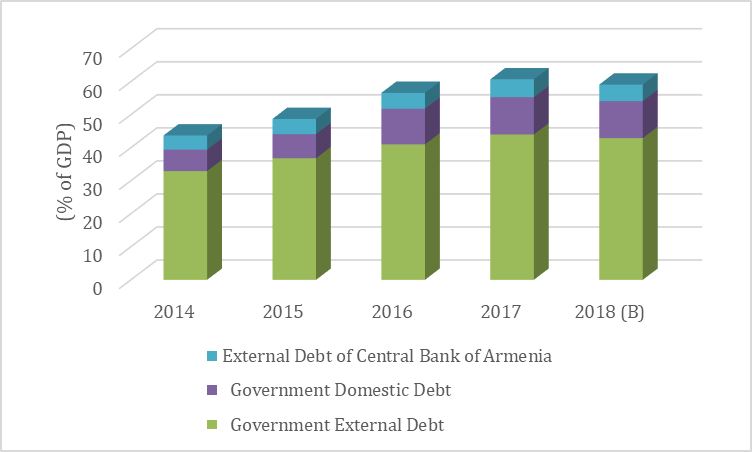 (% of GDP)
70
60
50
40
30
20
10
0
2014 2015 2016 2017 2018 (B)
External Debt of Central Bank of Armenia
Government Domestic Debt
Government External Debt